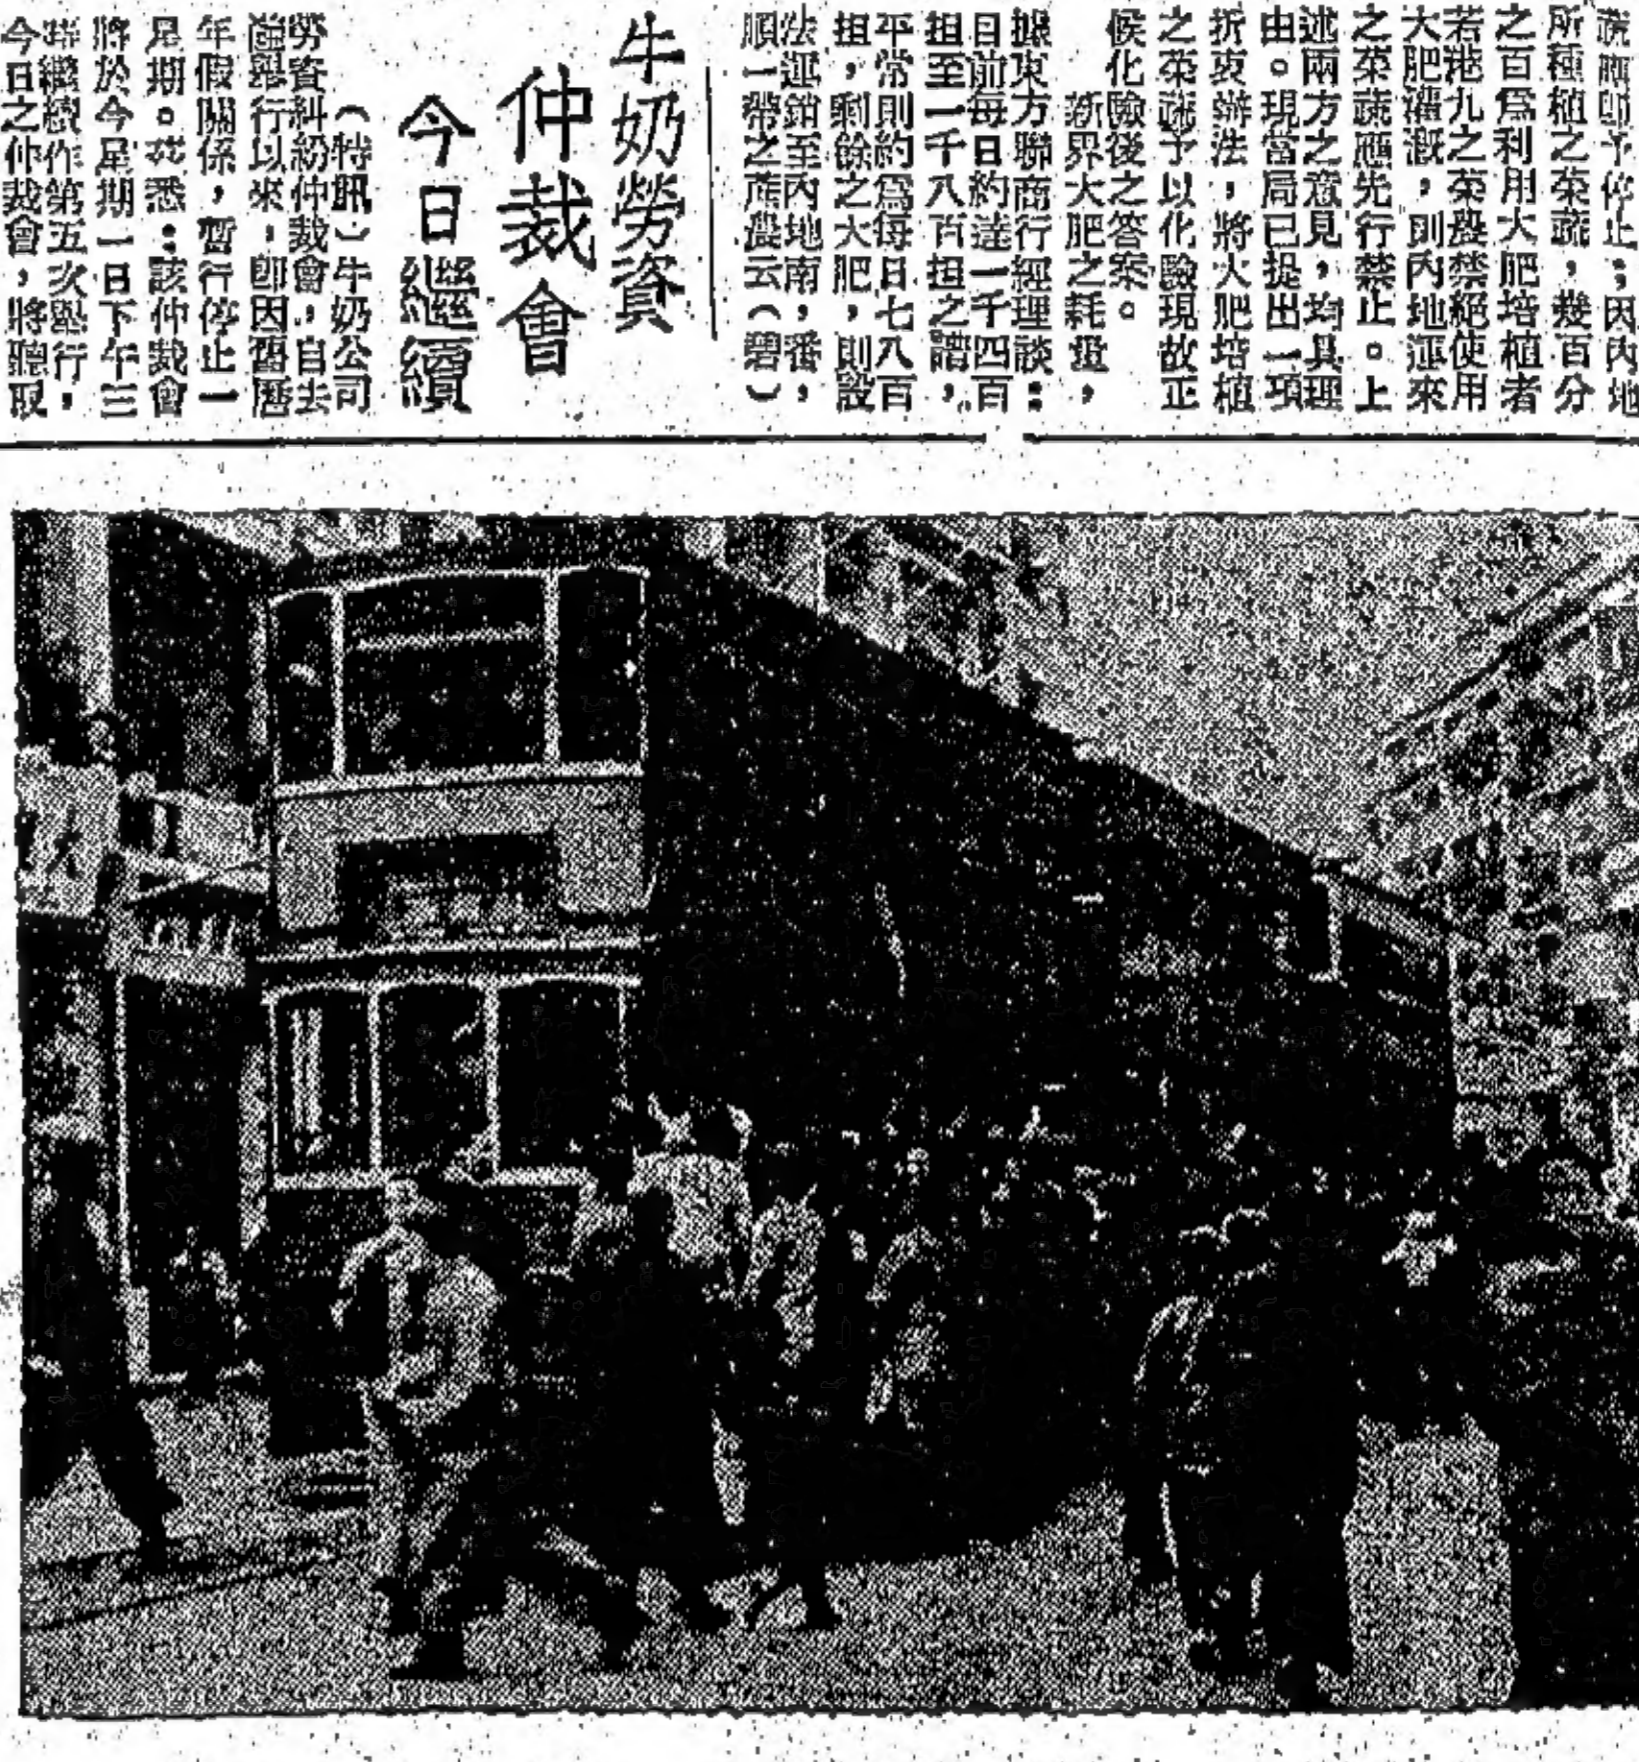 蔬菜即予停止;因內地
所種植之菜蔬,幾百分
之百爲利用大肥培植者
若港九之菜蔬禁絕使用
大肥灌溉,則內地運來
之菜蔬應先行禁止。上
述兩方之意見,均具理
由。現當局已提出一項
折衷辦法,將大肥培植
之菜蔬予以化驗現故正
候化驗後之答案。
新界大肥之耗量,
據東方聯商行經理談:
目前每日約達一千四百
担至一千八百担之譜,
平常則約爲每日七八百
担,剩餘之大肥,則設
法運銷至內地南,番,
順一帶之蔗農云(碧)
牛奶勞資
仲裁會
今日繼續
(特訊)牛奶公司
勞資糾紛仲裁會,自去
舉行以來,即因舊曆
年假關係,暫行停止一
星期。茲悉:該仲裁會
將於今星期一日下午三
時繼續作第五次舉行,
今日之仲裁會,將聽取